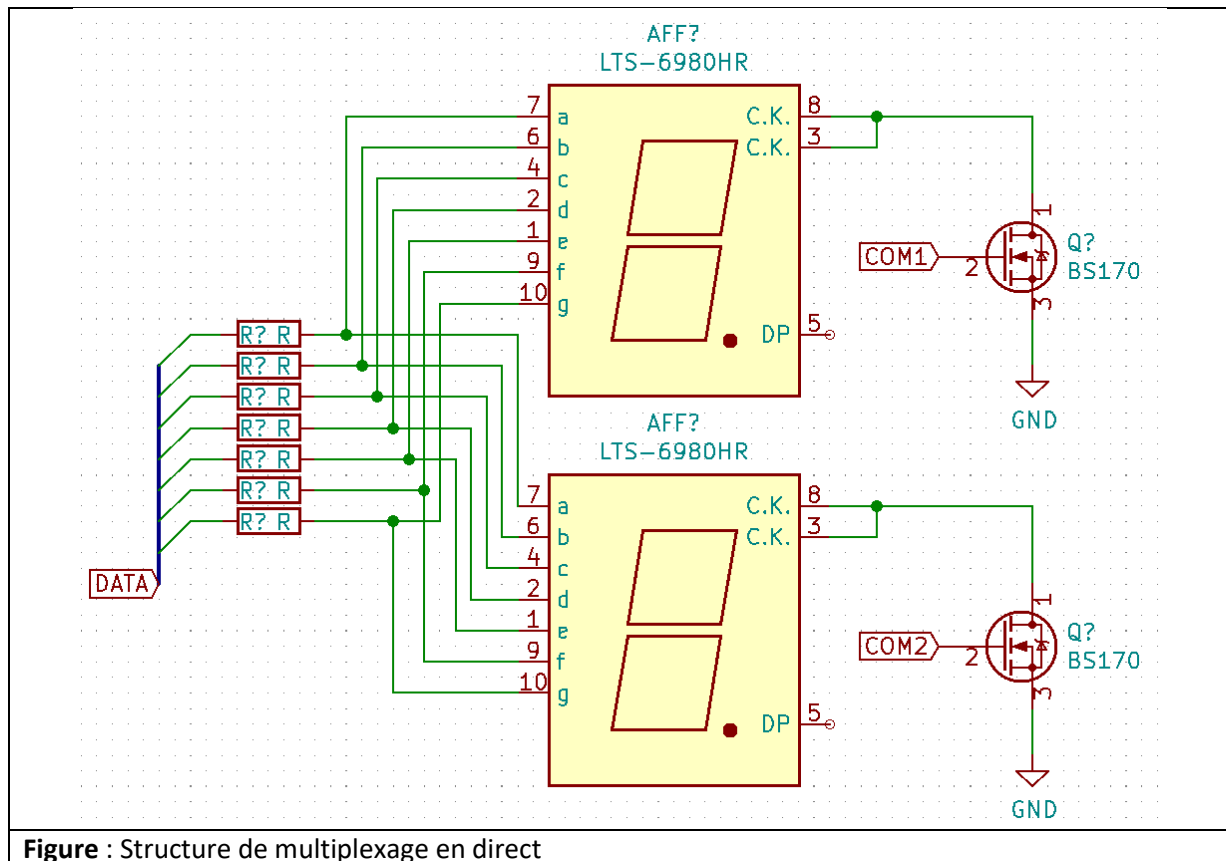 AFF?
LTS-6980HR
7 a C.K. 8
6 b C.K. 3
4 c
2 d
1 e
9 f
10 g
DP 5
COM1 2 1 3 Q?
BS170
GND
R? R
R? R
R? R
R? R
R? R
R? R
R? R
DATA
AFF?
LTS-6980HR
7 a C.K. 8
6 b C.K. 3
4 c
2 d
1 e
9 f
10 g
DP 5
COM2 2 1 3 Q?
BS170
GND
Figure : Structure de multiplexage en direct